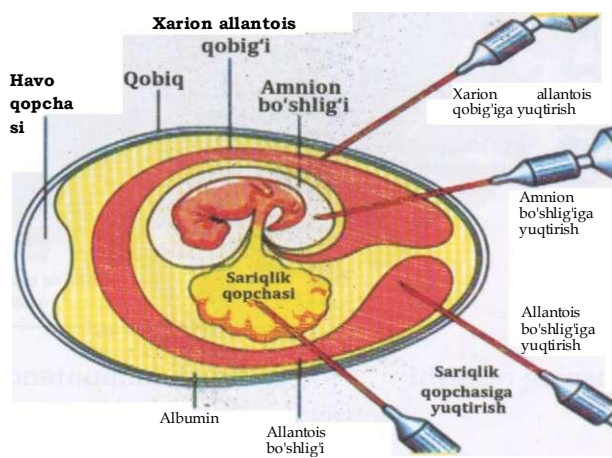 Xarion allantois
qobig'i
Havo
qopcha
si
Qobiq
Amnion
bo'shlig'i
Xarion allantois
qobig'iga yuqtirish
Amnion
bo'shlig'iga
yuqtirish
Sariqlik
qopchasi
Allantois
bo'shlig'iga
yuqtirish
Sariqlik
qopchasiga
yuqtirish
Albumin
Allantois
bo'shlig'i